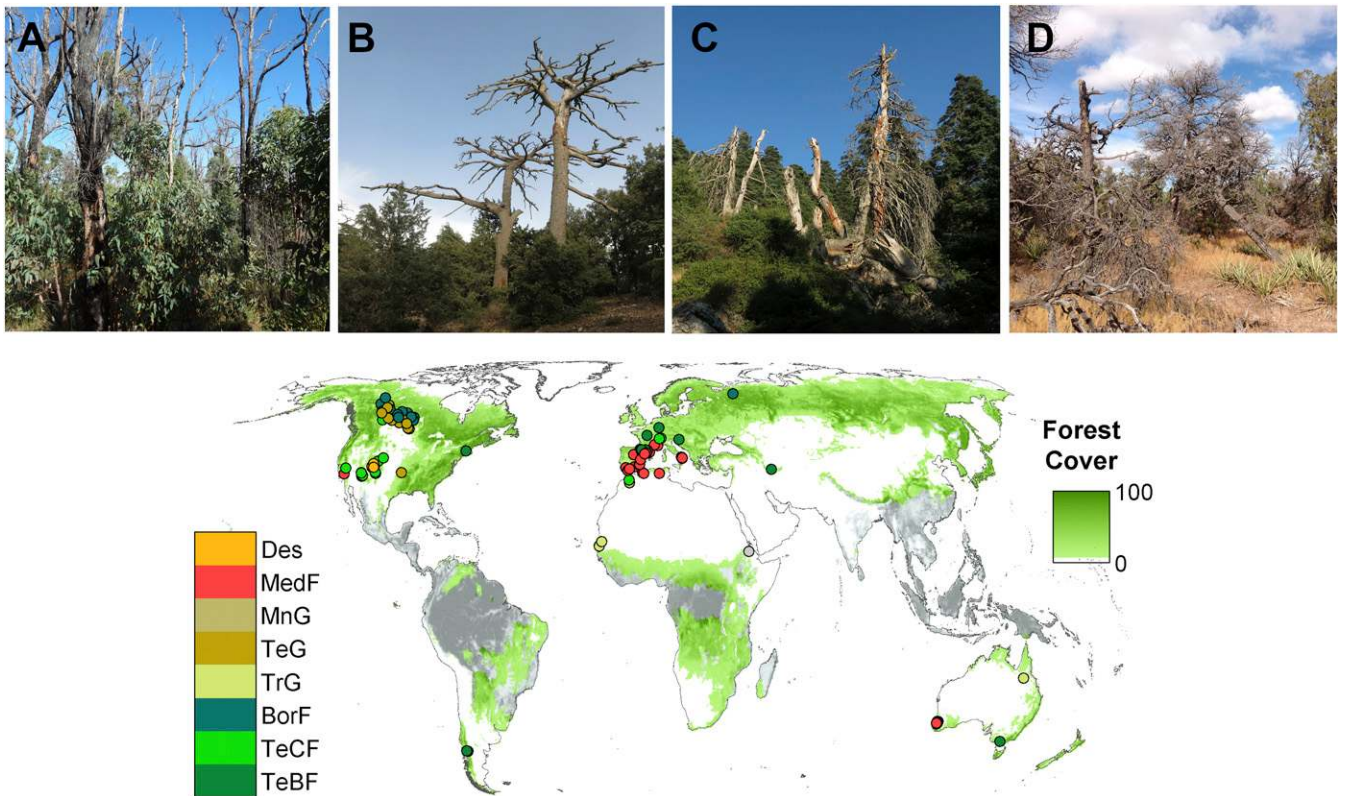 A
B
C
D
Forest
Cover
100
0
Des
MedF
MnG
TeG
TrG
BorF
TeCF
TeBF